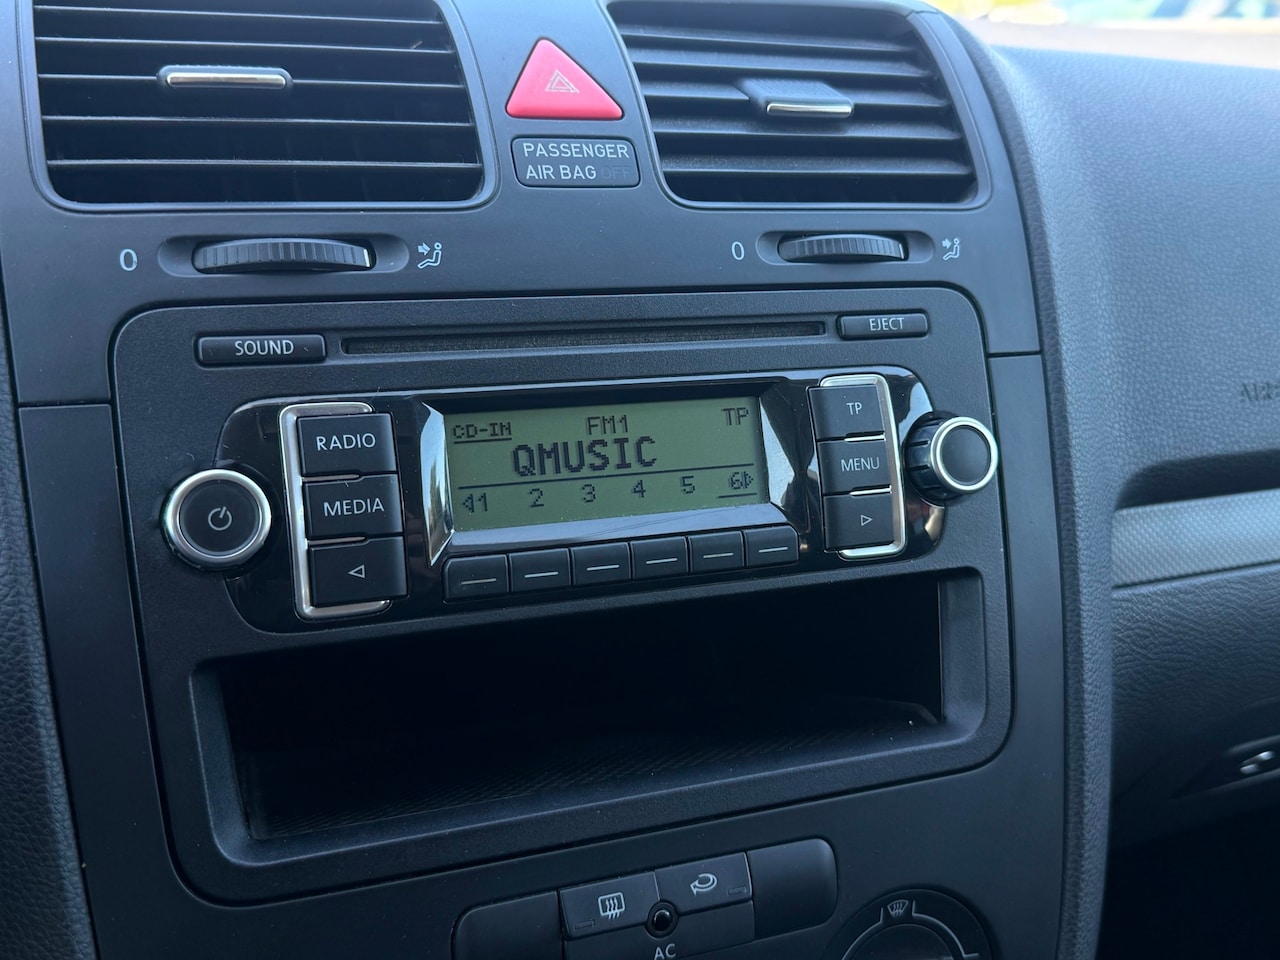 PASSENGER
AIR BAG OFF
0
0
SOUND
EJECT
RADIO
MEDIA
CD-IN
FM1
TP
QMUSIC
1 2 3 4 5 6
TP
MENU
AC